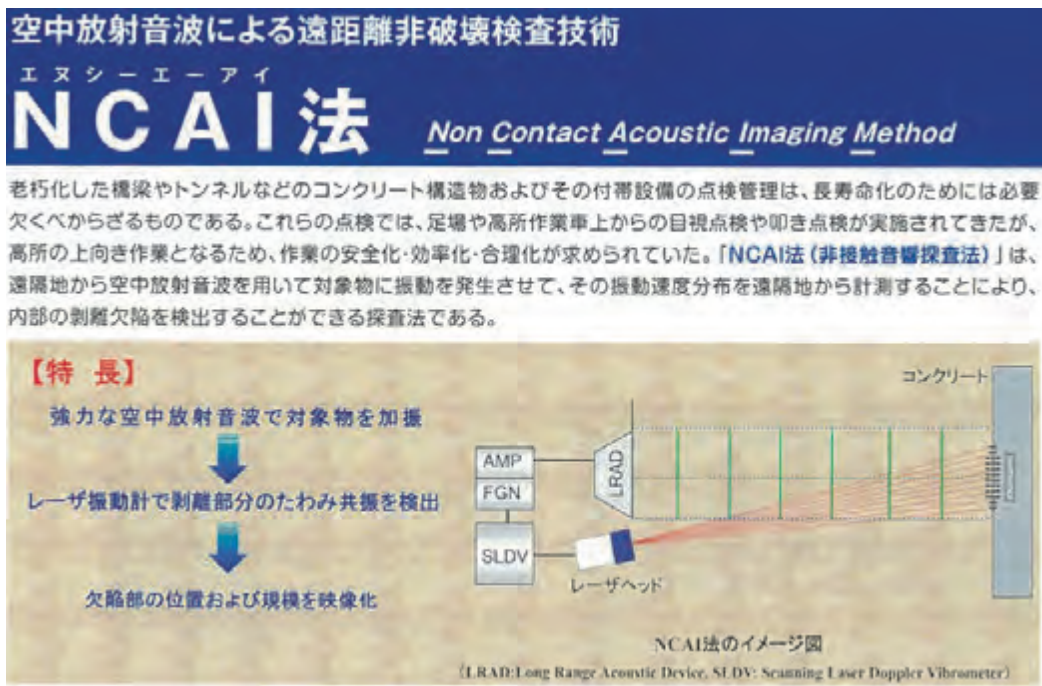 空中放射音波による遠距離非破壊検査技術
エヌシーエーアイ
NCAI法 Non Contact Acoustic Imaging Method
老朽化した橋梁やトンネルなどのコンクリート構造物およびその付帯設備の点検管理は、長寿命化のためには必要
欠くべからざるものである。これらの点検では、足場や高所作業車上からの目視点検や叩き点検が実施されてきたが、
高所の上向き作業となるため、作業の安全化・効率化・合理化が求められていた。「NCAI法（非接触音響探査法）」は、
遠隔地から空中放射音波を用いて対象物に振動を発生させて、その振動速度分布を遠隔地から計測することにより、
内部の剥離欠陥を検出することができる探査法である。
【特 長】
強力な空中放射音波で対象物を加振
レーザ振動計で剥離部分のたわみ共振を検出
欠陥部の位置および規模を映像化
コンクリート
AMP
FGN
SLDV
LRAD
レーザヘッド
NCAI法のイメージ図
(LRAD:Long Range Acoustic Device, SLDV: Scanning Laser Doppler Vibrometer)